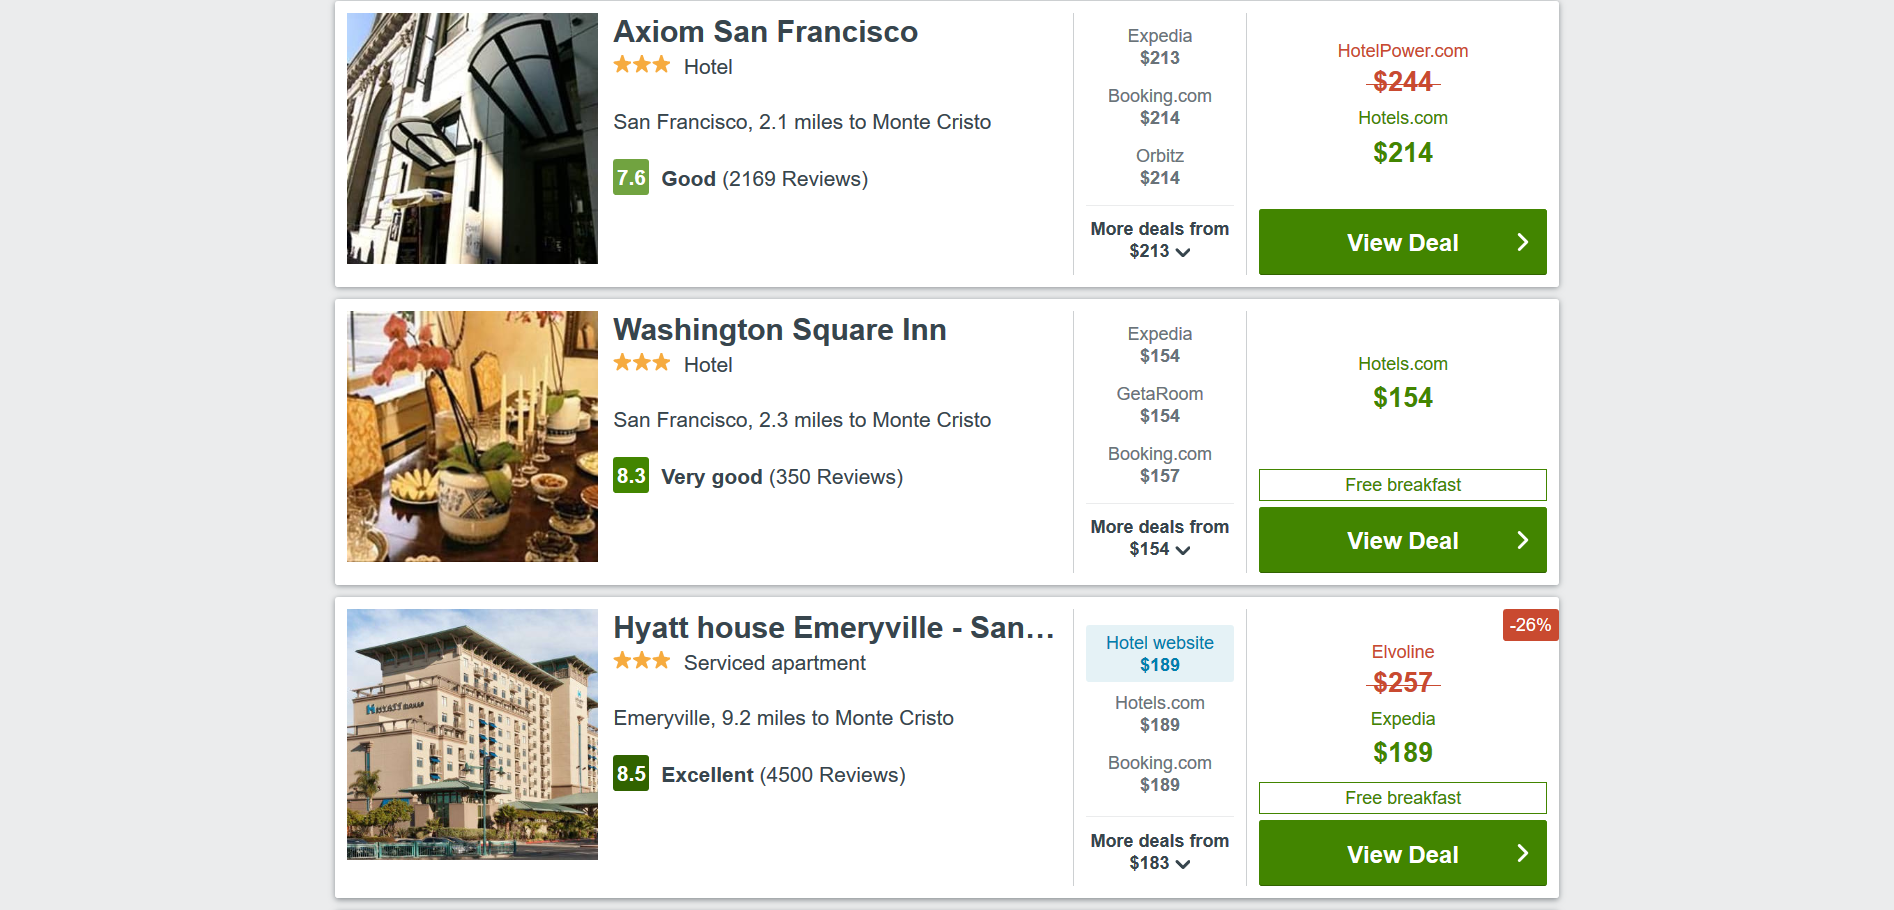 Axiom San Francisco
Hotel
San Francisco, 2.1 miles to Monte Cristo
7.6 Good (2169 Reviews)
Expedia
$213
Booking.com
$214
Orbitz
$214
More deals from
$213
HotelPower.com
$244
Hotels.com
$214
View Deal
Washington Square Inn
Hotel
San Francisco, 2.3 miles to Monte Cristo
8.3 Very good (350 Reviews)
Expedia
$154
GetaRoom
$154
Booking.com
$157
More deals from
$154
Hotels.com
$154
Free breakfast
View Deal
Hyatt house Emeryville - San...
Serviced apartment
Emeryville, 9.2 miles to Monte Cristo
8.5 Excellent (4500 Reviews)
Hotel website
$189
Hotels.com
$189
Booking.com
$189
More deals from
$183
-26%
Elvoline
$257
Expedia
$189
Free breakfast
View Deal